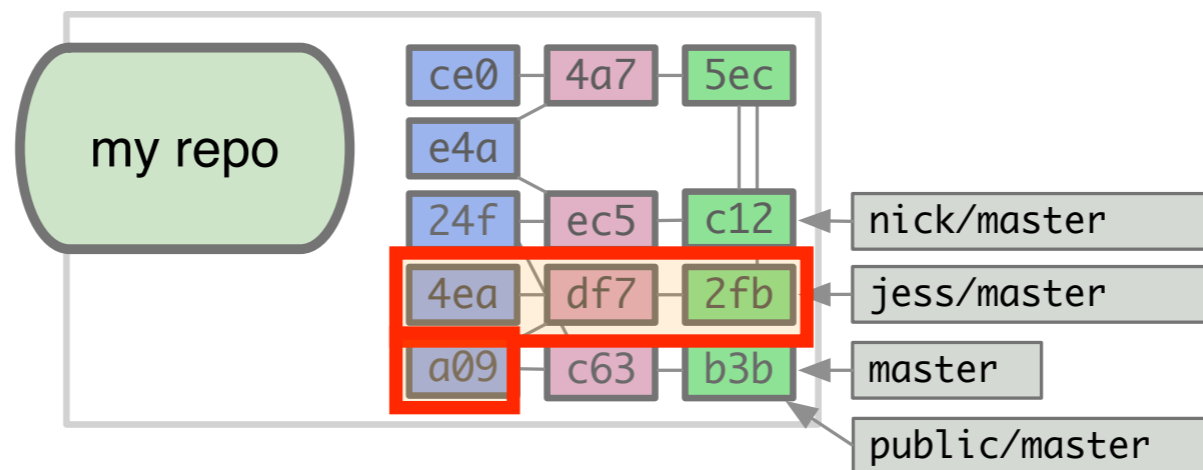 my repo
ce0 4a7 5ec
e4a
24f ec5 c12 nick/master
4ea df7 2fb jess/master
a09 c63 b3b master
public/master